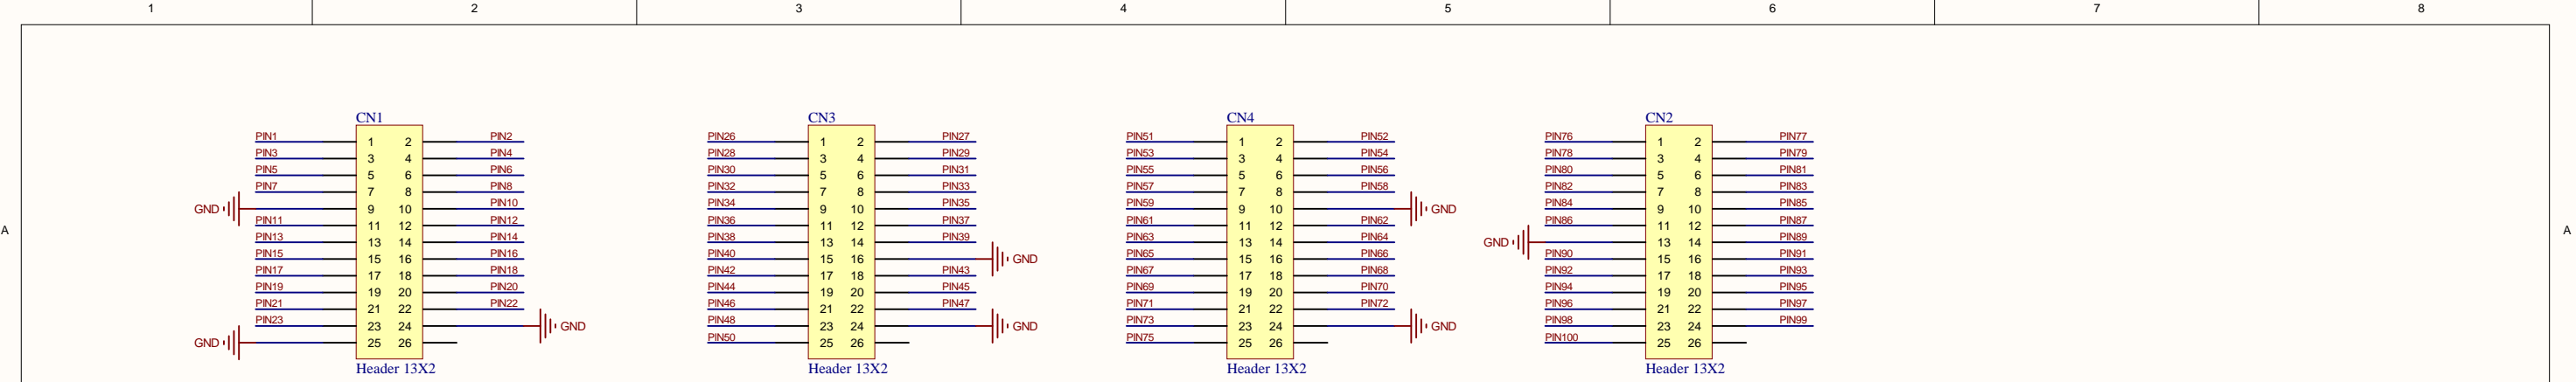 1 2 3 4 5 6 7 8
CN1 CN3 CN4 CN2
PIN1 1 2 PIN2 PIN26 1 2 PIN27 PIN51 1 2 PIN52 PIN76 1 2 PIN77
PIN3 3 4 PIN4 PIN28 3 4 PIN29 PIN53 3 4 PIN54 PIN78 3 4 PIN79
PIN5 5 6 PIN6 PIN30 5 6 PIN31 PIN55 5 6 PIN56 PIN80 5 6 PIN81
PIN7 7 8 PIN8 PIN32 7 8 PIN33 PIN57 7 8 PIN58 PIN82 7 8 PIN83
GND 9 10 PIN10 PIN34 9 10 PIN35 PIN59 9 10 GND PIN84 9 10 PIN85
A PIN11 11 12 PIN12 PIN36 11 12 PIN37 PIN61 11 12 PIN62 PIN86 11 12 PIN87 A
PIN13 13 14 PIN14 PIN38 13 14 PIN39 PIN63 13 14 PIN64 GND 13 14 PIN89
PIN15 15 16 PIN16 PIN40 15 16 GND PIN65 15 16 PIN66 PIN90 15 16 PIN91
PIN17 17 18 PIN18 PIN42 17 18 PIN43 PIN67 17 18 PIN68 PIN92 17 18 PIN93
PIN19 19 20 PIN20 PIN44 19 20 PIN45 PIN69 19 20 PIN70 PIN94 19 20 PIN95
PIN21 21 22 PIN22 PIN46 21 22 PIN47 PIN71 21 22 PIN72 PIN96 21 22 PIN97
PIN23 23 24 GND PIN48 23 24 GND PIN73 23 24 GND PIN98 23 24 PIN99
GND 25 26 PIN50 25 26 PIN75 25 26 PIN100 25 26
Header 13X2 Header 13X2 Header 13X2 Header 13X2